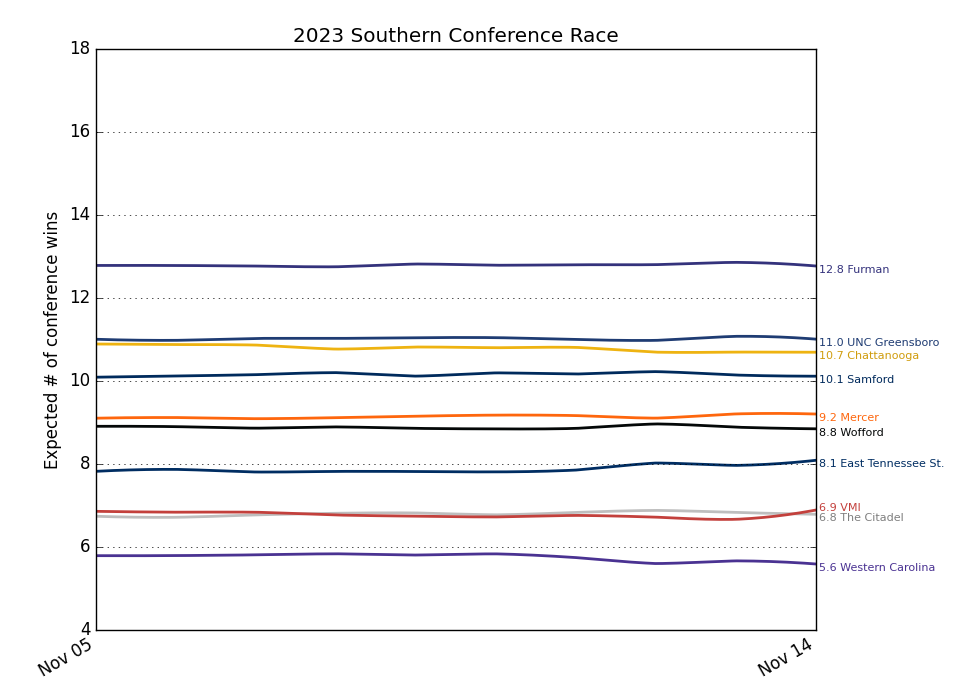 2023 Southern Conference Race
Expected # of conference wins
18
16
14
12
10
8
6
4
Nov 05
Nov 14
12.8 Furman
11.0 UNC Greensboro
10.7 Chattanooga
10.1 Samford
9.2 Mercer
8.8 Wofford
8.1 East Tennessee St.
6.9 VMI
6.8 The Citadel
5.6 Western Carolina